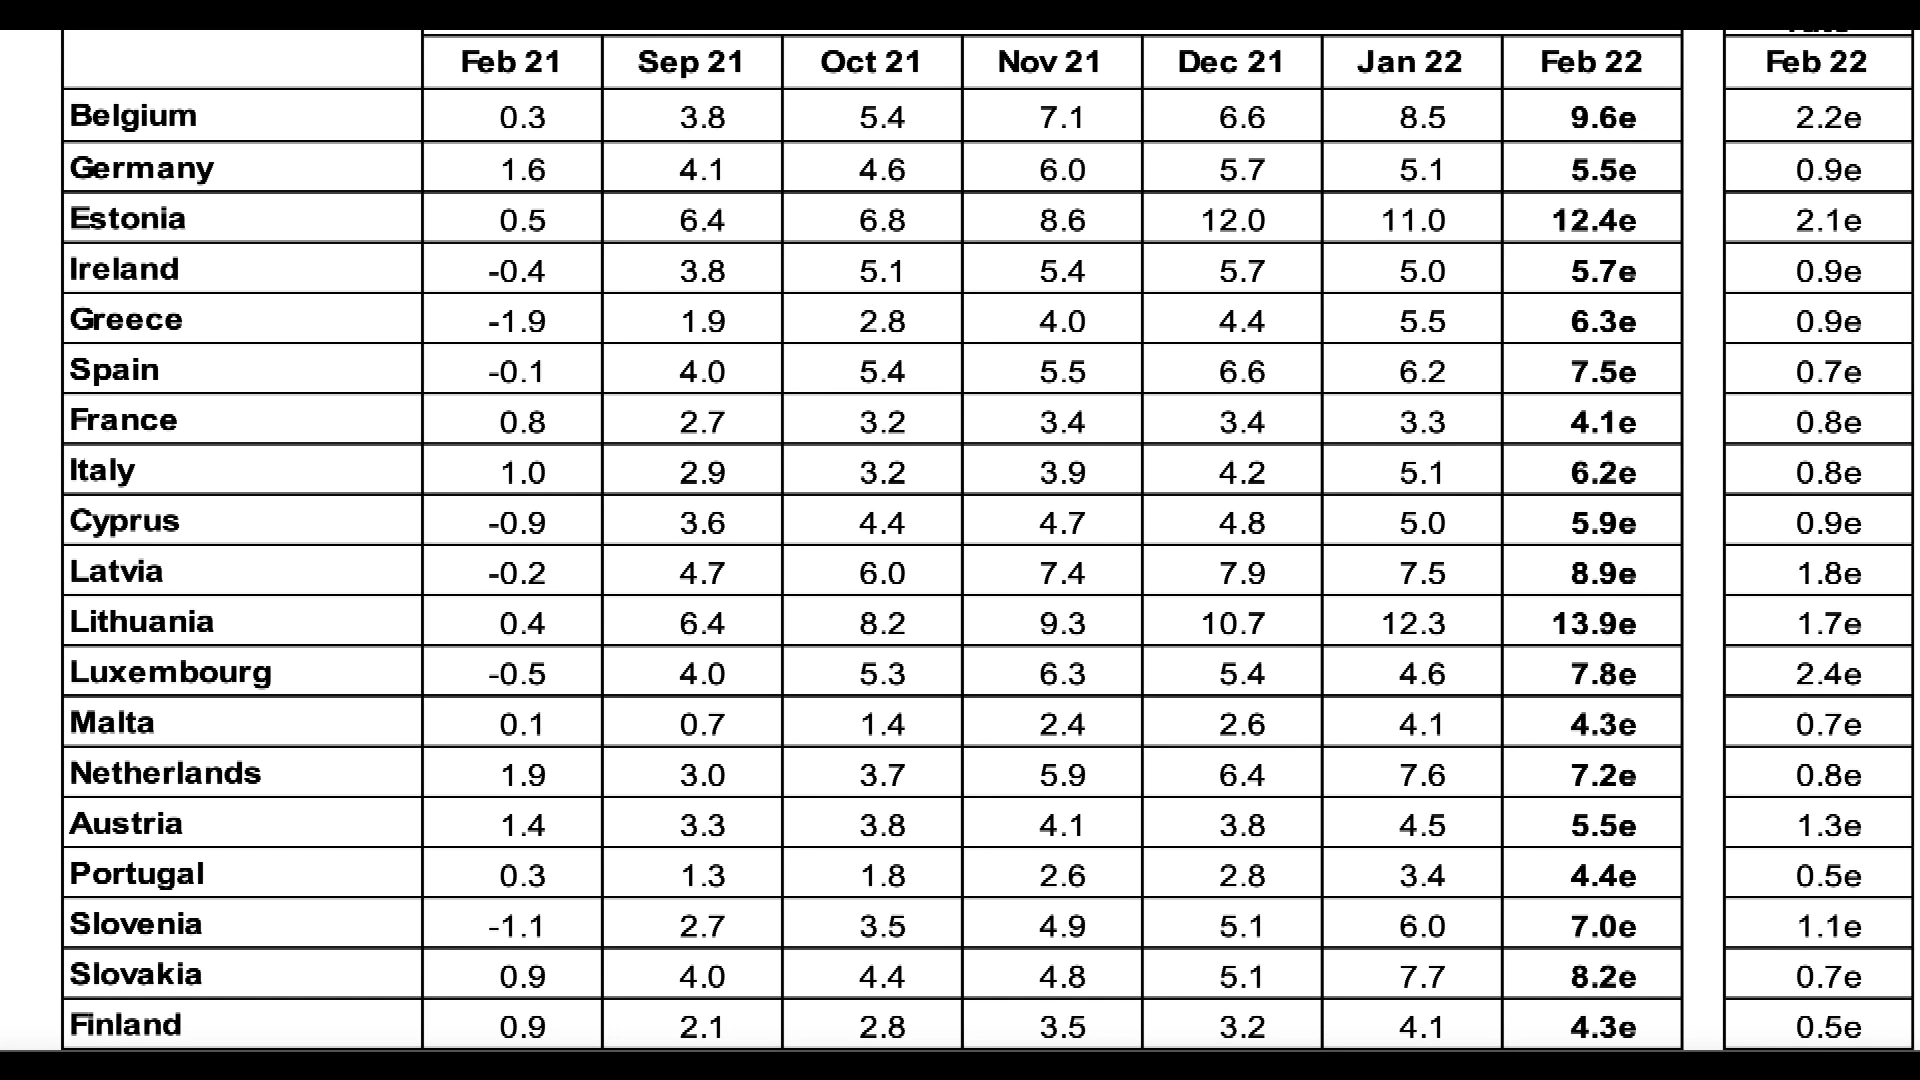 Feb 21 Sep 21 Oct 21 Nov 21 Dec 21 Jan 22 Feb 22 Feb 22
Belgium 0.3 3.8 5.4 7.1 6.6 8.5 9.6e 2.2e
Germany 1.6 4.1 4.6 6.0 5.7 5.1 5.5e 0.9e
Estonia 0.5 6.4 6.8 8.6 12.0 11.0 12.4e 2.1e
Ireland -0.4 3.8 5.1 5.4 5.7 5.0 5.7e 0.9e
Greece -1.9 1.9 2.8 4.0 4.4 5.5 6.3e 0.9e
Spain -0.1 4.0 5.4 5.5 6.6 6.2 7.5e 0.7e
France 0.8 2.7 3.2 3.4 3.4 3.3 4.1e 0.8e
Italy 1.0 2.9 3.2 3.9 4.2 5.1 6.2e 0.8e
Cyprus -0.9 3.6 4.4 4.7 4.8 5.0 5.9e 0.9e
Latvia -0.2 4.7 6.0 7.4 7.9 7.5 8.9e 1.8e
Lithuania 0.4 6.4 8.2 9.3 10.7 12.3 13.9e 1.7e
Luxembourg -0.5 4.0 5.3 6.3 5.4 4.6 7.8e 2.4e
Malta 0.1 0.7 1.4 2.4 2.6 4.1 4.3e 0.7e
Netherlands 1.9 3.0 3.7 5.9 6.4 7.6 7.2e 0.8e
Austria 1.4 3.3 3.8 4.1 3.8 4.5 5.5e 1.3e
Portugal 0.3 1.3 1.8 2.6 2.8 3.4 4.4e 0.5e
Slovenia -1.1 2.7 3.5 4.9 5.1 6.0 7.0e 1.1e
Slovakia 0.9 4.0 4.4 4.8 5.1 7.7 8.2e 0.7e
Finland 0.9 2.1 2.8 3.5 3.2 4.1 4.3e 0.5e